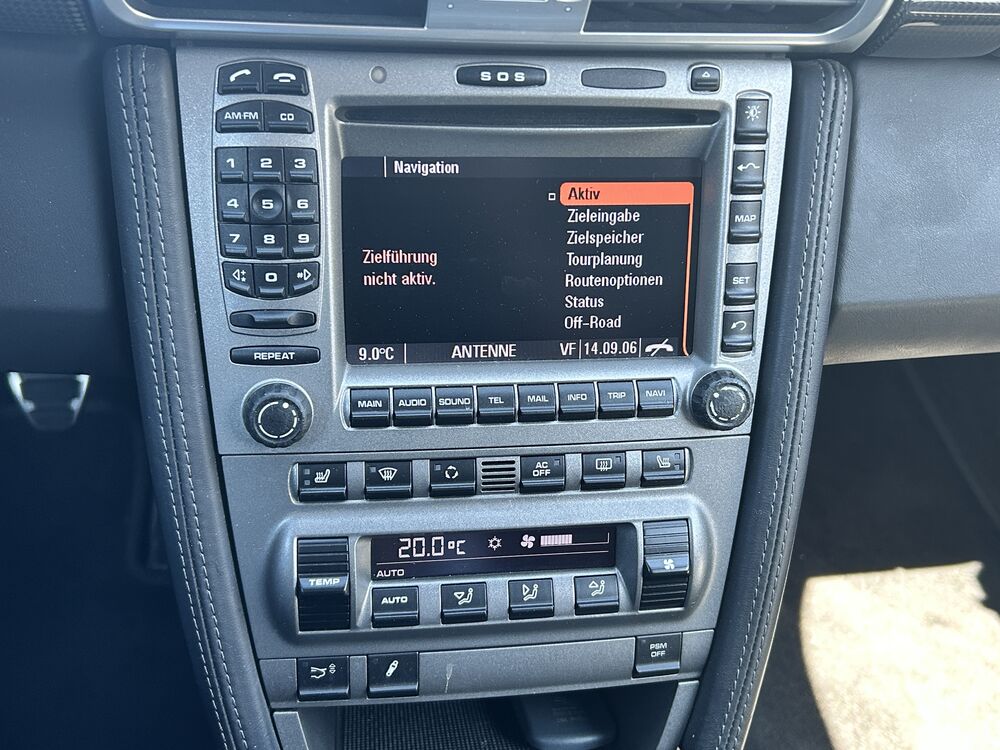 SOS
AM·FM CD
1 2 3
4 5 6
7 8 9
0 #
REPEAT
Navigation
Aktiv
Zieleingabe
Zielspeicher
Tourplanung
Routenoptionen
Status
Off-Road
Zielführung
nicht aktiv.
9.0°C ANTENNE VF 14.09.06
MAP
SET
MAIN AUDIO SOUND TEL MAIL INFO TRIP NAVI
AC
OFF
20.0°C
AUTO
TEMP
AUTO
PSM
OFF